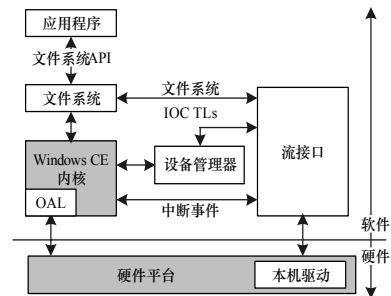 应用程序
文件系统API
文件系统
文件系统
IOC TLs
Windows CE
内核
OAL
设备管理器
流接口
中断事件
软件
硬件
硬件平台
本机驱动